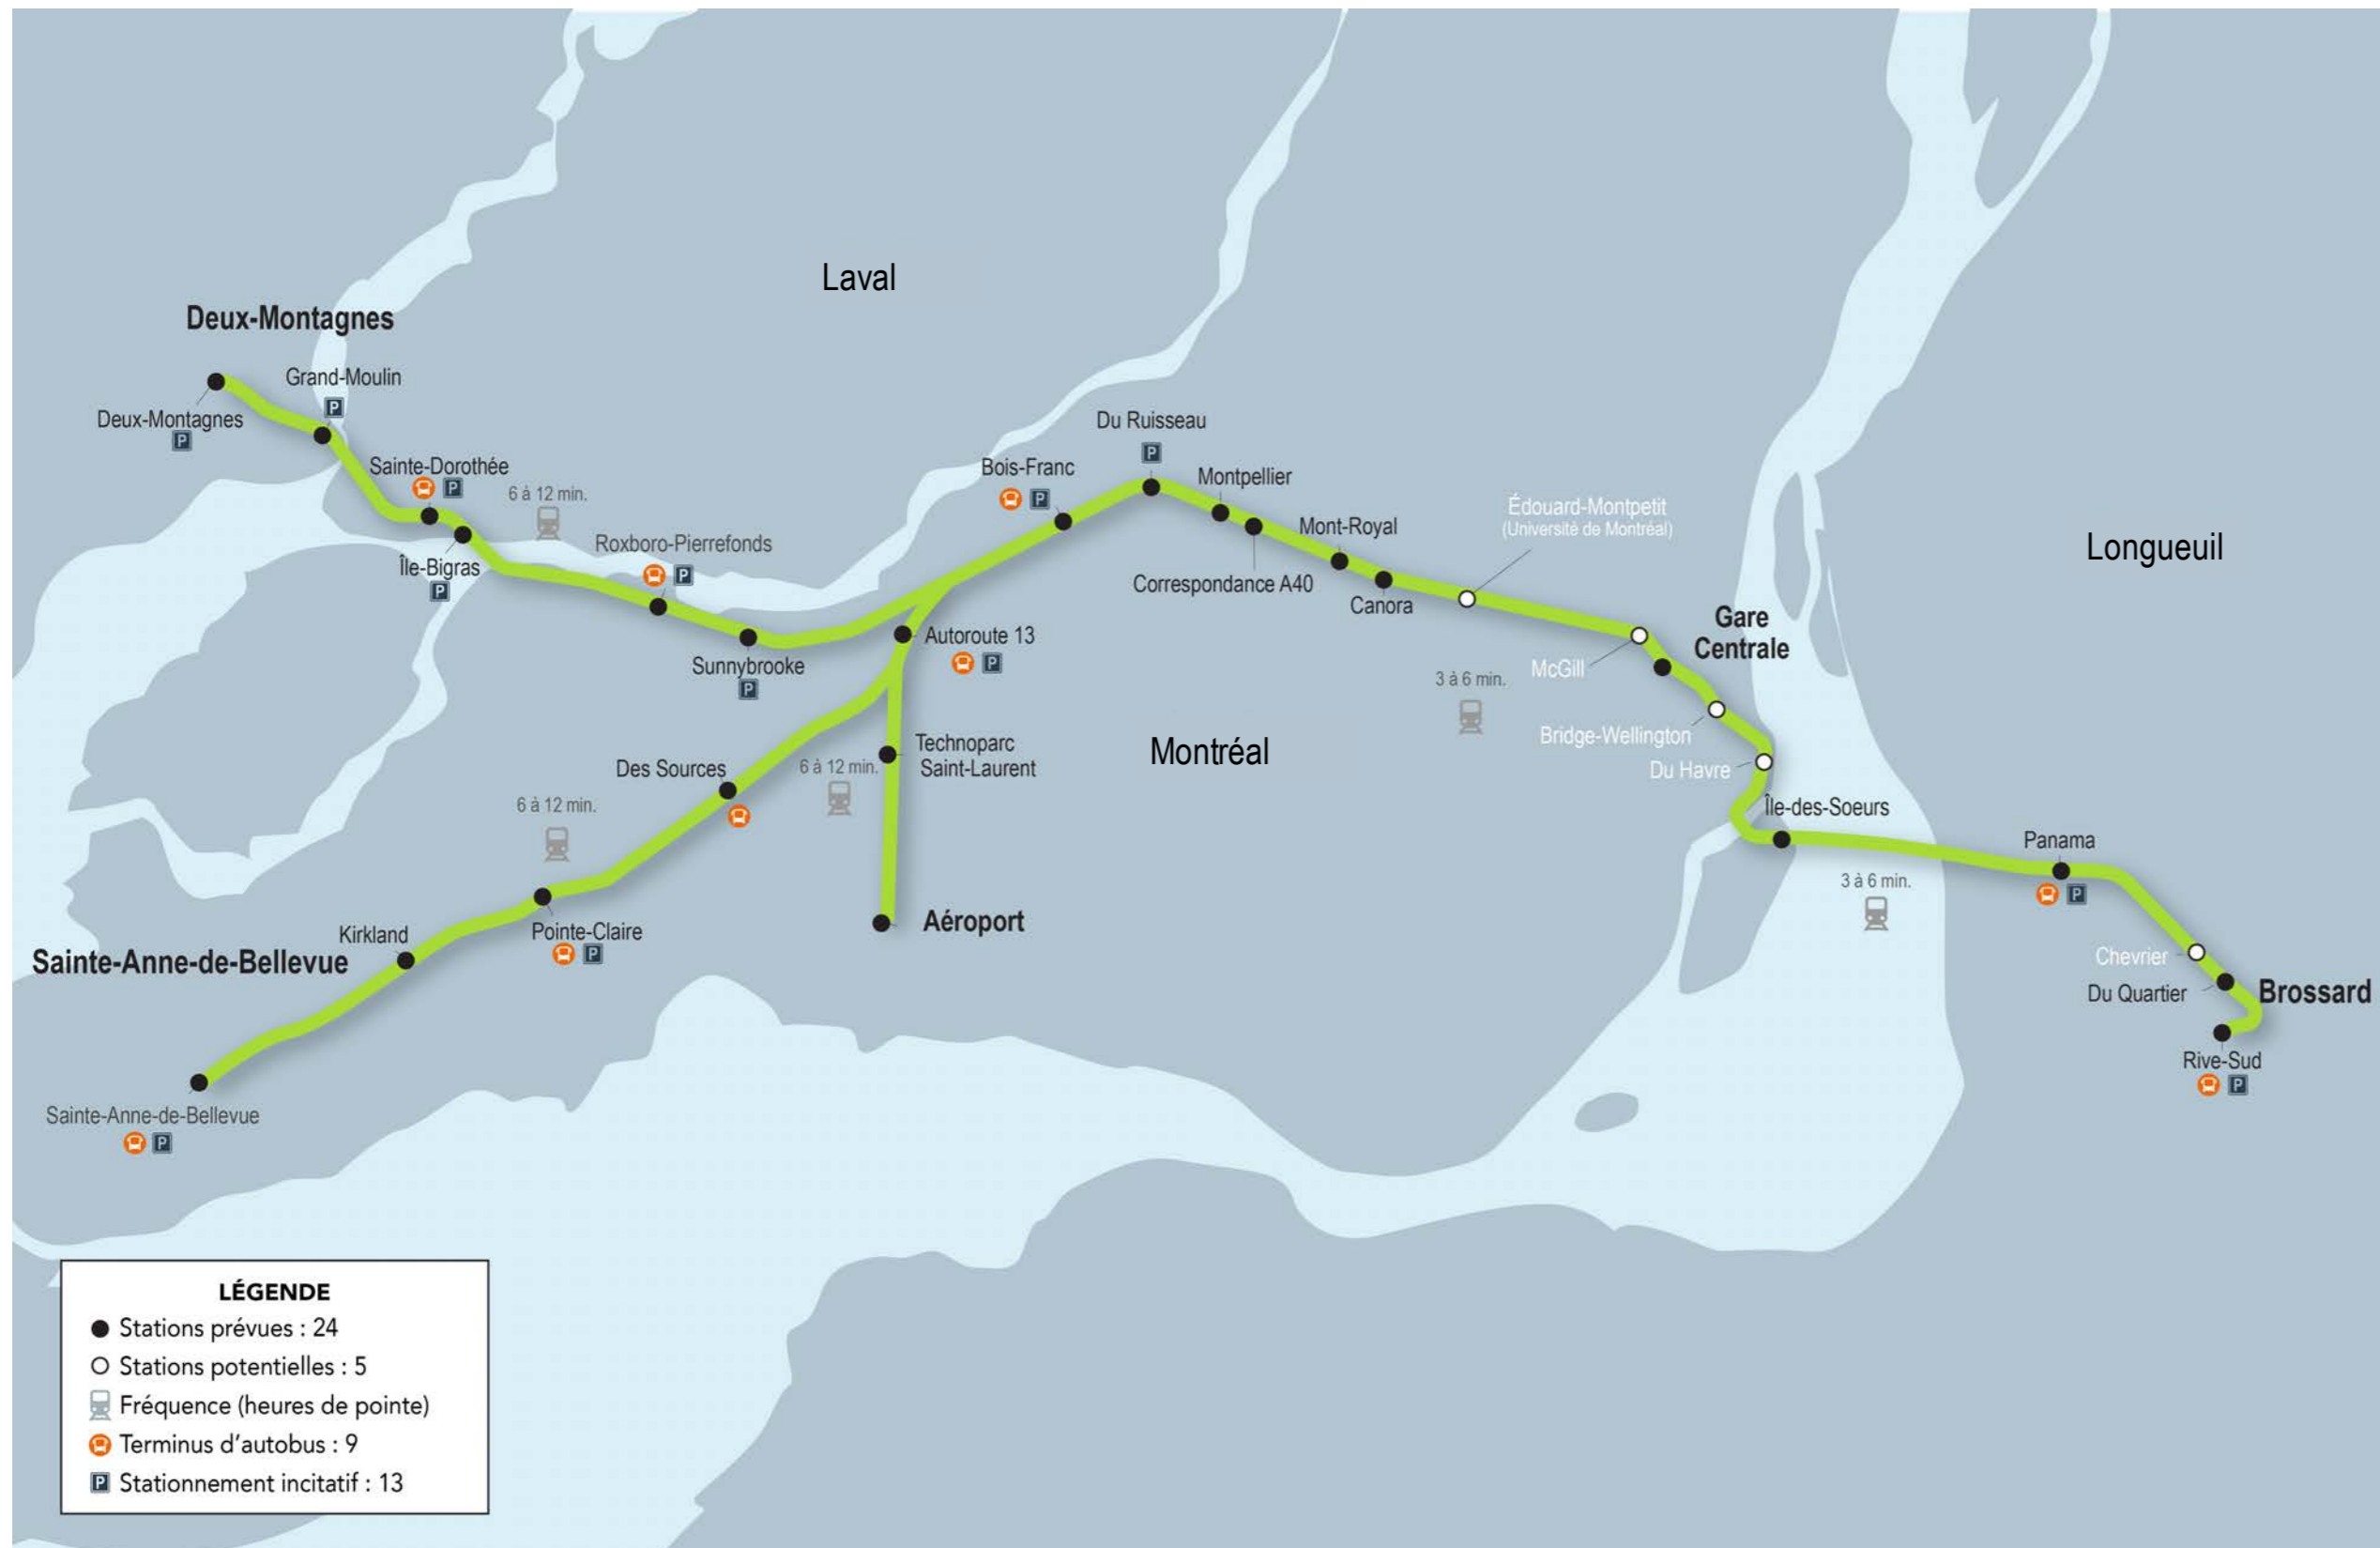 Laval
Deux-Montagnes
Grand-Moulin
P
Deux-Montagnes
P
Sainte-Dorothée
P
6 à 12 min.
Île-Bigras
P
Roxboro-Pierrefonds
P
Sunnybrooke
P
Bois-Franc
P
Du Ruisseau
P
Montpellier
Correspondance A40
Mont-Royal
Canora
Édouard-Montpetit
(Université de Montréal)
Longueuil
Autoroute 13
P
McGill
Gare
Centrale
3 à 6 min.
Bridge-Wellington
Du Havre
Montréal
Technoparc
Saint-Laurent
6 à 12 min.
Des Sources
6 à 12 min.
Île-des-Soeurs
Panama
P
3 à 6 min.
Pointe-Claire
P
Aéroport
Kirkland
Sainte-Anne-de-Bellevue
Chevrier
Du Quartier
Brossard
Rive-Sud
P
Sainte-Anne-de-Bellevue
P
LÉGENDE
Stations prévues : 24
Stations potentielles : 5
Fréquence (heures de pointe)
Terminus d'autobus : 9
P Stationnement incitatif : 13